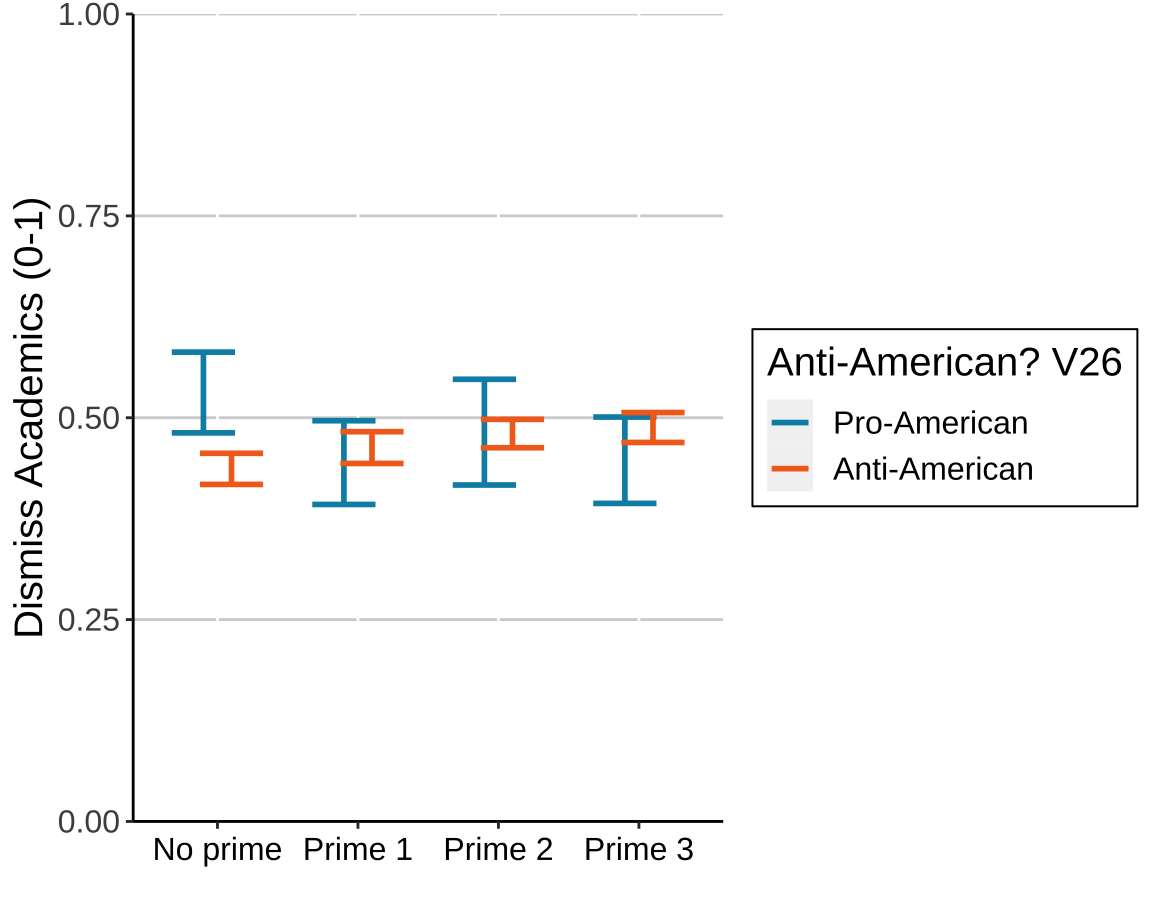 1.00
0.75
0.50
0.25
0.00
Dismiss Academics (0-1)
No prime Prime 1 Prime 2 Prime 3
Anti-American? V26
Pro-American
Anti-American